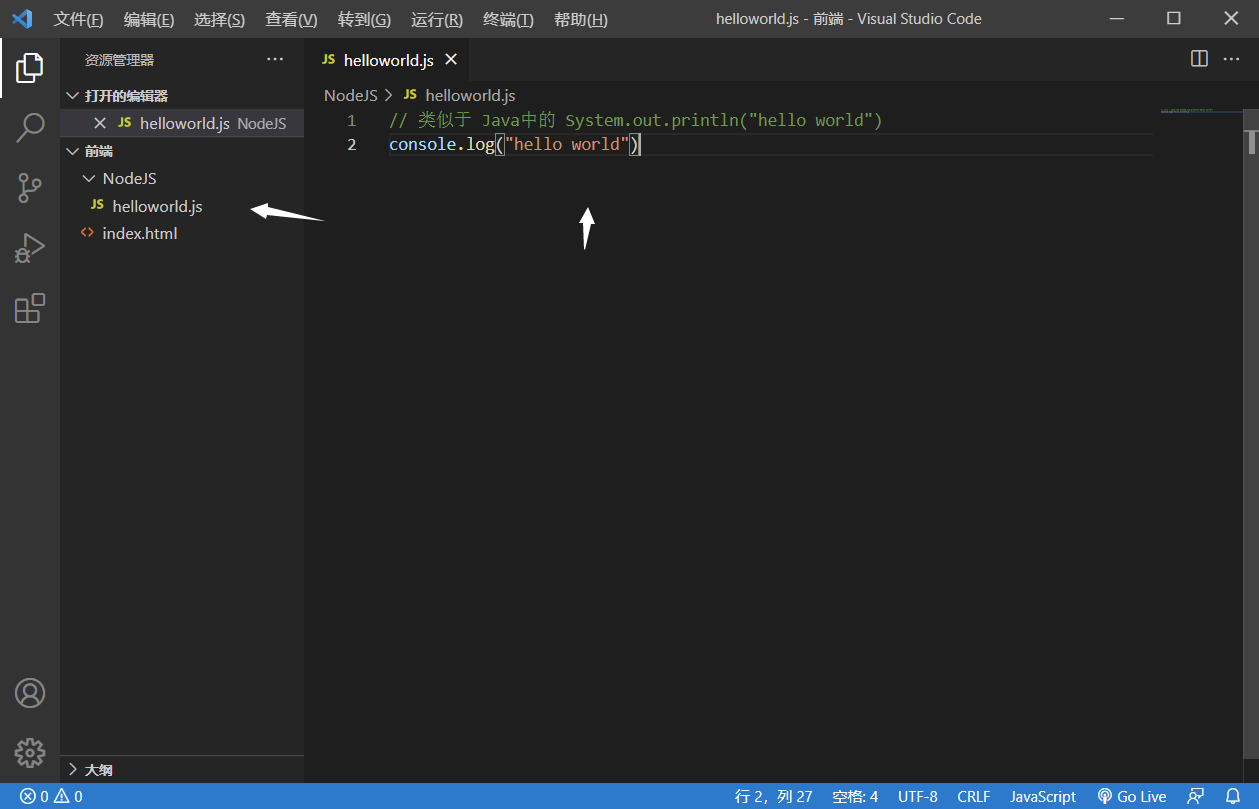 文件(F) 编辑(E) 选择(S) 查看(V) 转到(G) 运行(R) 终端(T) 帮助(H) helloworld.js - 前端 - Visual Studio Code
资源管理器
打开的编辑器
JS helloworld.js NodeJS
前端
NodeJS
JS helloworld.js
index.html
大纲
JS helloworld.js
NodeJS JS helloworld.js
1 // 类似于 Java中的 System.out.println("hello world")
2 console.log("hello world")
0 0 行 2，列 27 空格: 4 UTF-8 CRLF JavaScript Go Live